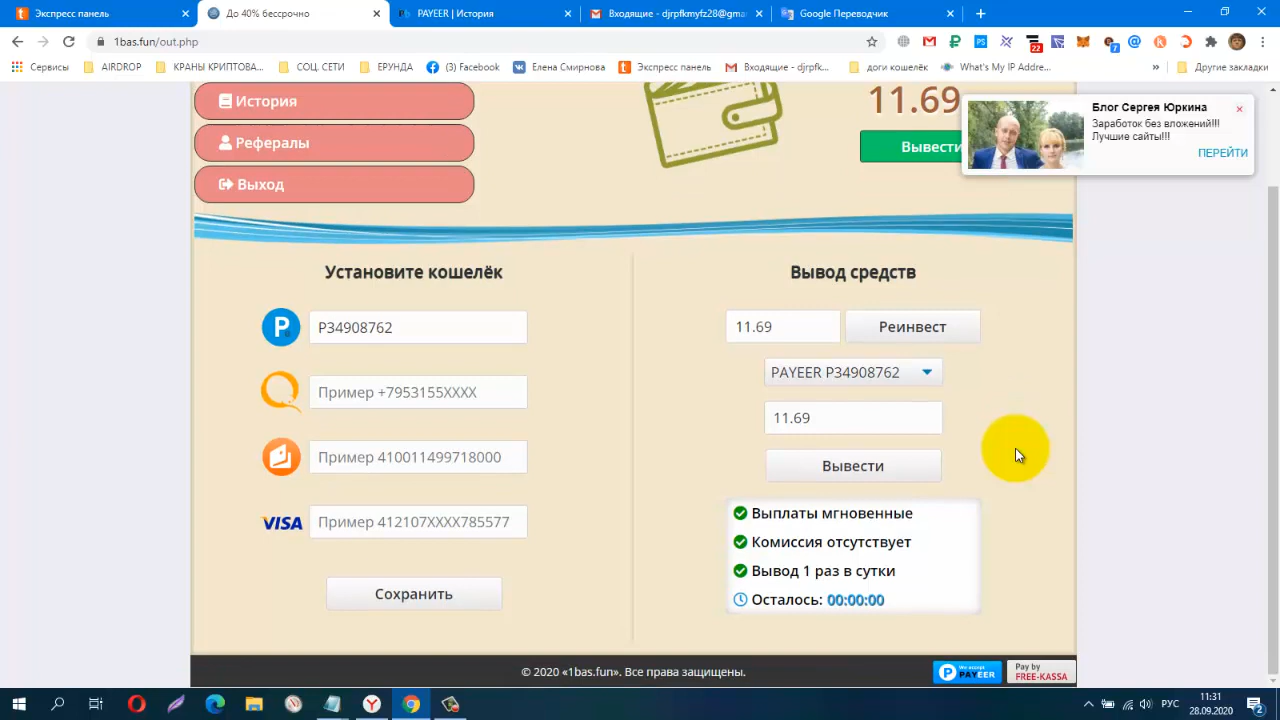 Экспресс панель
До 40% бессрочно
PAYEER | История
Входящие - djrpfkmyfz28@gma
Google Переводчик
1bas.fun/out.php
22
7
Сервисы
AIRDROP
КРАНЫ КРИПТОВА...
СОЦ. СЕТИ
ЕРУНДА
(3) Facebook
Елена Смирнова
Экспресс панель
Входящие - djrpfk...
доги кошелёк
What's My IP Addre...
»
Другие закладки
История
Рефералы
Выход
11.69
Вывести
Блог Сергея Юркина
Заработок без вложений!!!
Лучшие сайты!!!
ПЕРЕЙТИ
Установите кошелёк
P34908762
Пример +7953155XXXX
Пример 410011499718000
VISA
Пример 412107XXXX785577
Сохранить
Вывод средств
11.69
Реинвест
PAYEER P34908762
11.69
Вывести
Выплаты мгновенные
Комиссия отсутствует
Вывод 1 раз в сутки
Осталось: 00:00:00
© 2020 «1bas.fun». Все права защищены.
We accept
PAYEER
Pay by
FREE-KASSA
РУС
11:31
28.09.2020
2